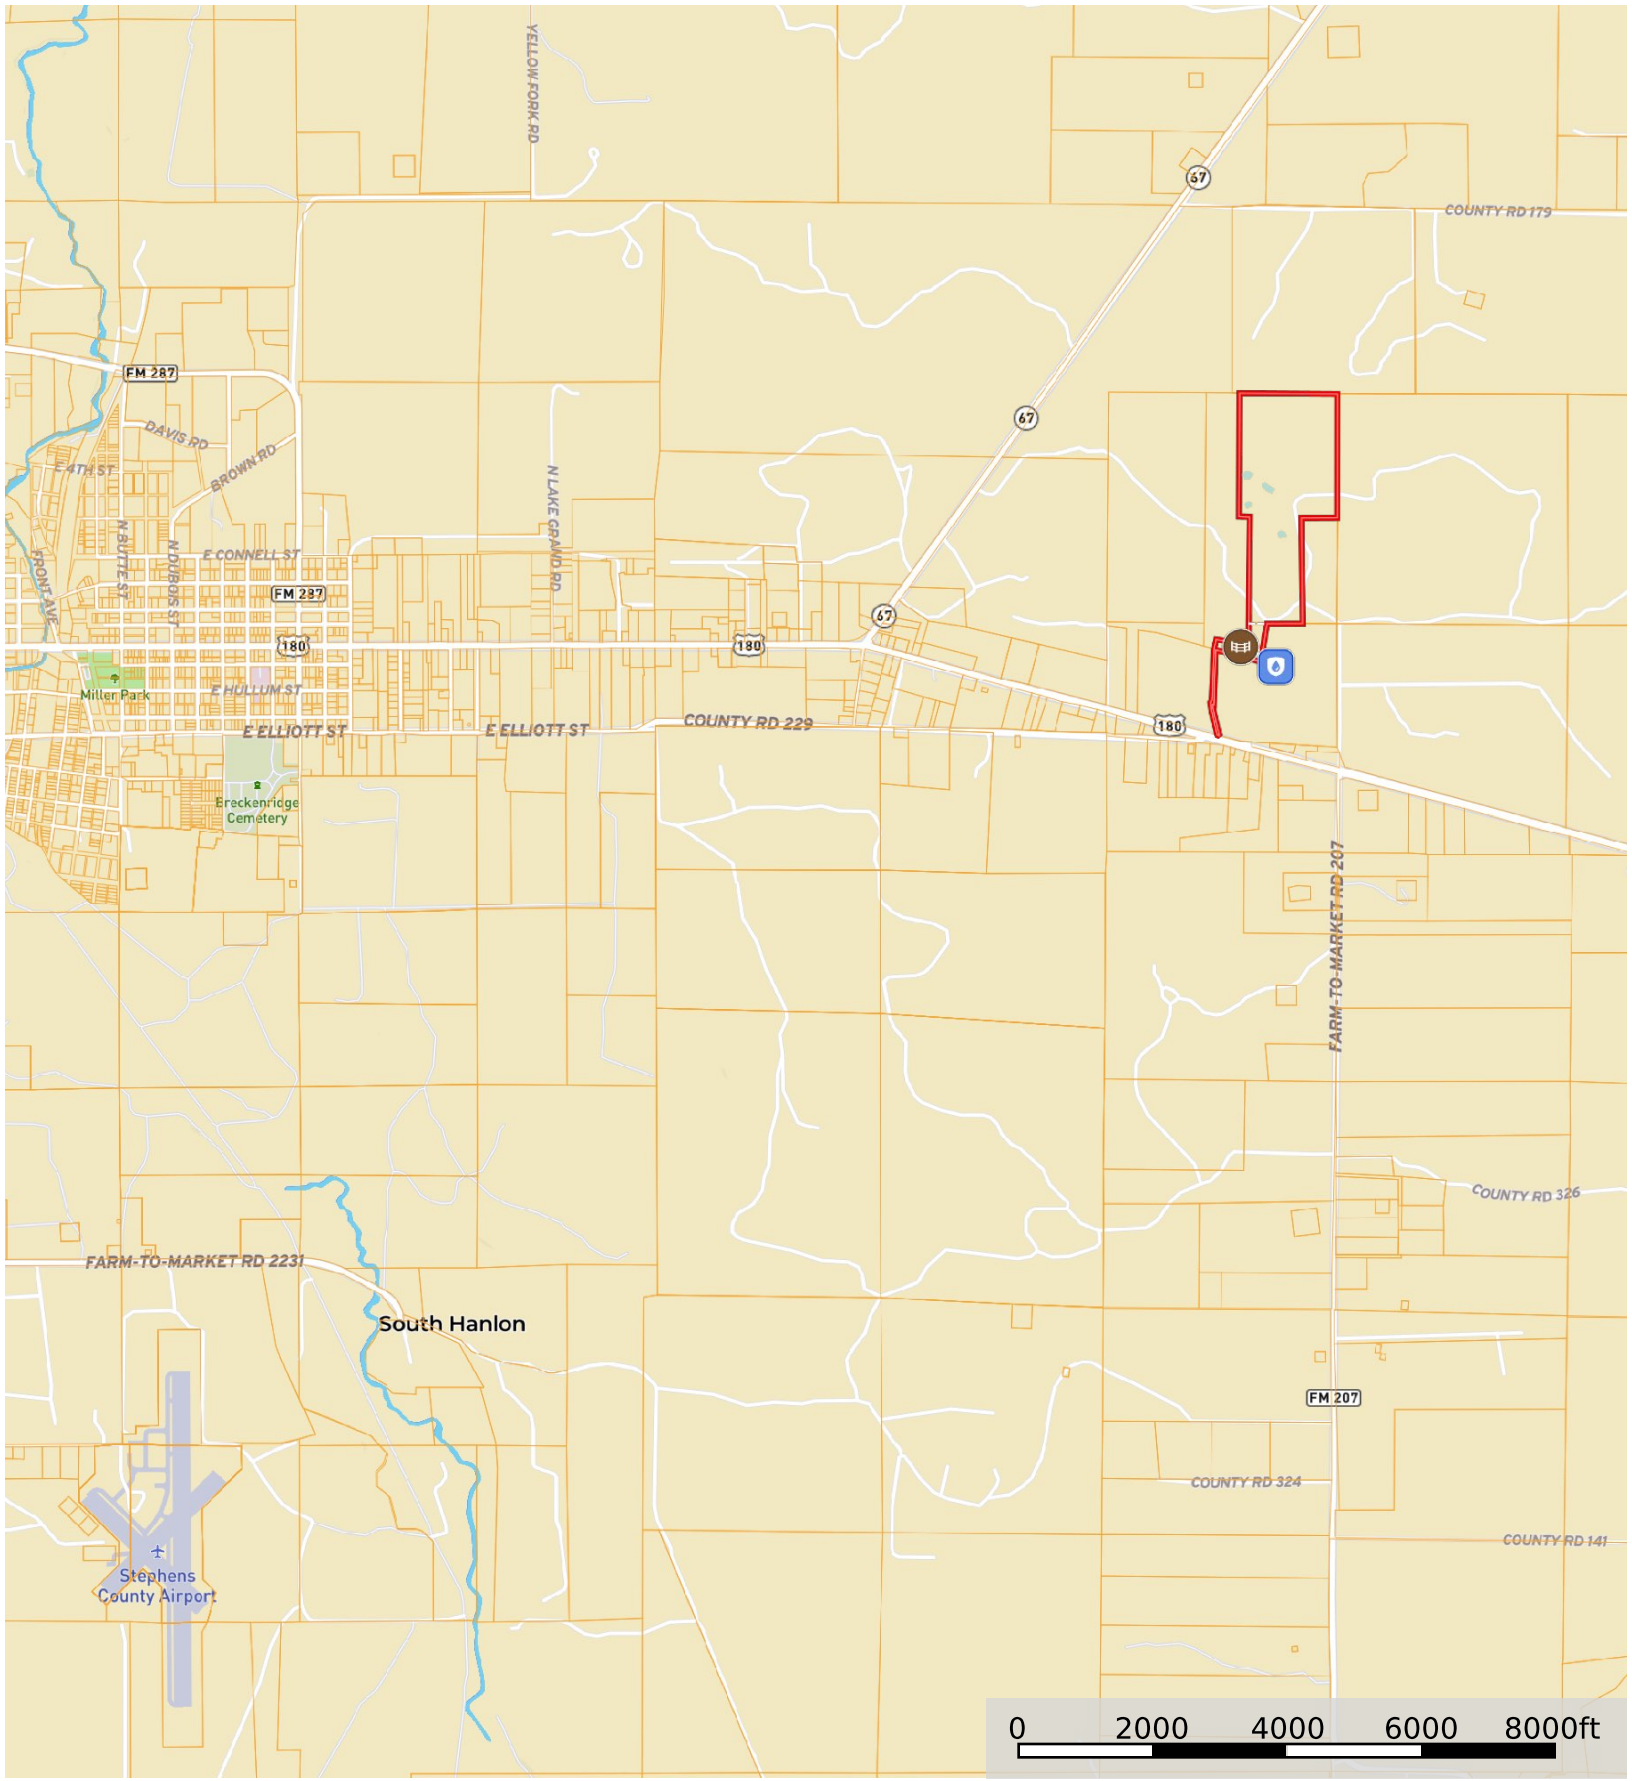 YELLOW FORK RD
67
COUNTY RD 179
FM 287
67
DAVIS RD
BROWN RD
E 4TH ST
N LAKE GRAND RD
N BUTTE ST
N DUBOIS ST
E CONNELL ST
FRONT AVE
FM 287
67
180
180
Miller Park
E HULLUM ST
E ELLIOTT ST
E ELLIOTT ST
COUNTY RD 229
180
Breckenridge
Cemetery
FARM-TO-MARKET RD 207
COUNTY RD 326
FARM-TO-MARKET RD 2231
South Hanlon
FM 207
COUNTY RD 324
COUNTY RD 141
Stephens
County Airport
0 2000 4000 6000 8000ft